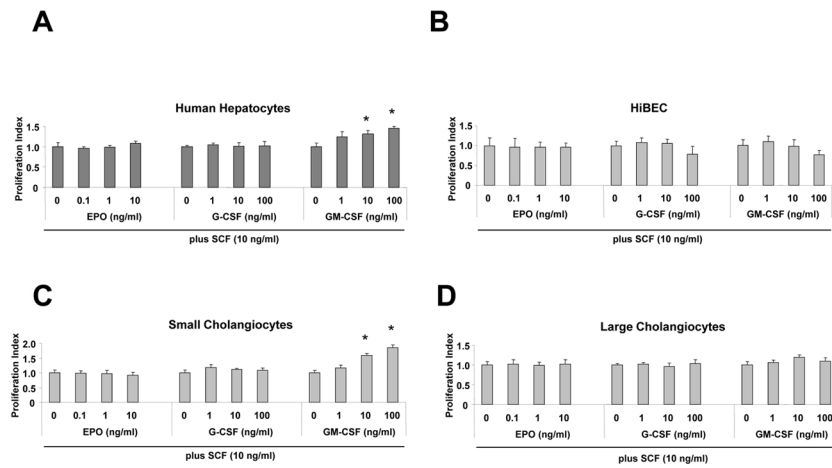 A
Human Hepatocytes
Proliferation Index
1.5
1.0
0.5
0
* *
0 0.1 1 10 0 1 10 100 0 1 10 100
EPO (ng/ml) G-CSF (ng/ml) GM-CSF (ng/ml)
plus SCF (10 ng/ml)
B
HiBEC
Proliferation Index
1.5
1.0
0.5
0
0 0.1 1 10 0 1 10 100 0 1 10 100
EPO (ng/ml) G-CSF (ng/ml) GM-CSF (ng/ml)
plus SCF (10 ng/ml)
C
Small Cholangiocytes
Proliferation Index
2.0
1.5
1.0
0.5
0
* *
0 0.1 1 10 0 1 10 100 0 1 10 100
EPO (ng/ml) G-CSF (ng/ml) GM-CSF (ng/ml)
plus SCF (10 ng/ml)
D
Large Cholangiocytes
Proliferation Index
1.5
1.0
0.5
0
0 0.1 1 10 0 1 10 100 0 1 10 100
EPO (ng/ml) G-CSF (ng/ml) GM-CSF (ng/ml)
plus SCF (10 ng/ml)